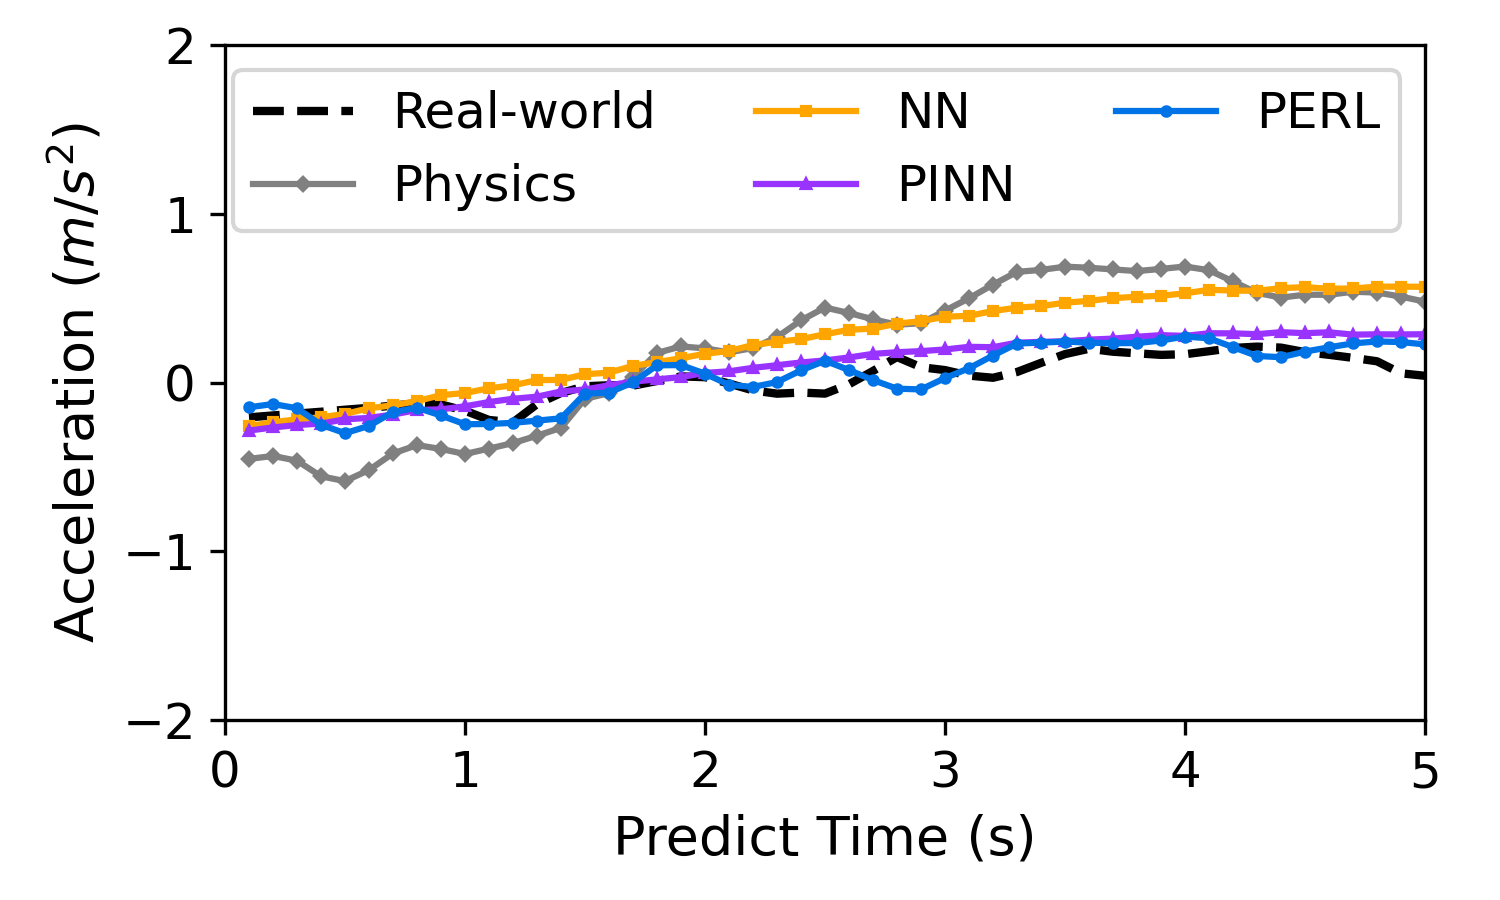 Acceleration (m/s²)
2
1
0
−1
−2
Real-world
Physics
NN
PINN
PERL
0 1 2 3 4 5
Predict Time (s)